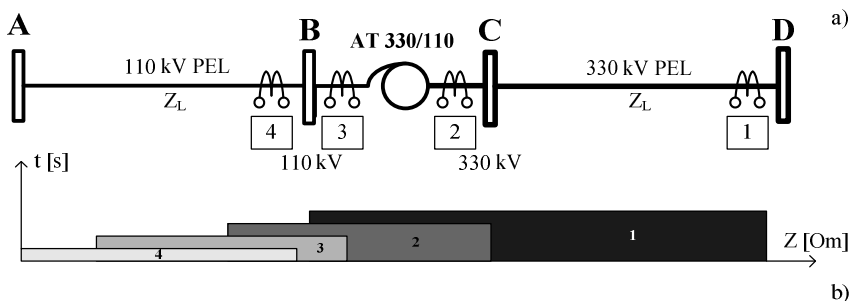 A
B
AT 330/110
C
D
a)
110 kV PEL
330 kV PEL
Z_L
Z_L
4
3
2
1
110 kV
330 kV
t [s]
1
2
3
4
Z [Om]
b)